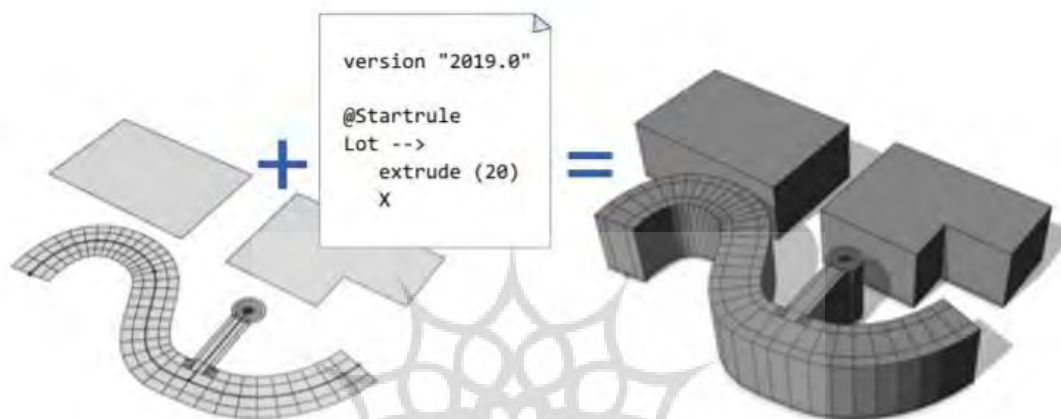 version "2019.0"
@Startrule
Lot -->
extrude (20)
X